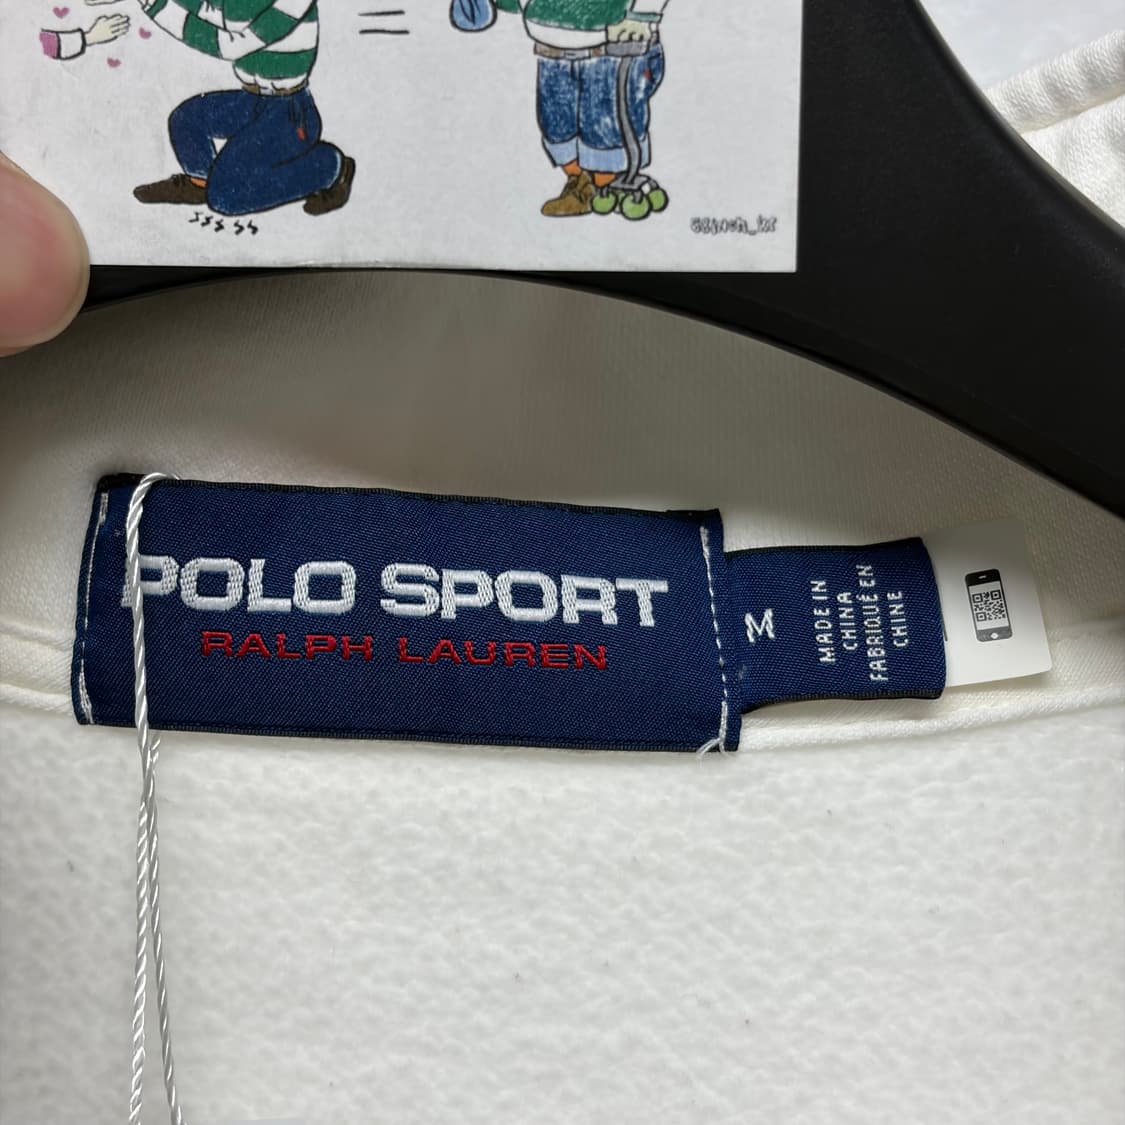 POLO SPORT
RALPH LAUREN
M
MADE IN
CHINA
FABRIQUÉ EN
CHINE